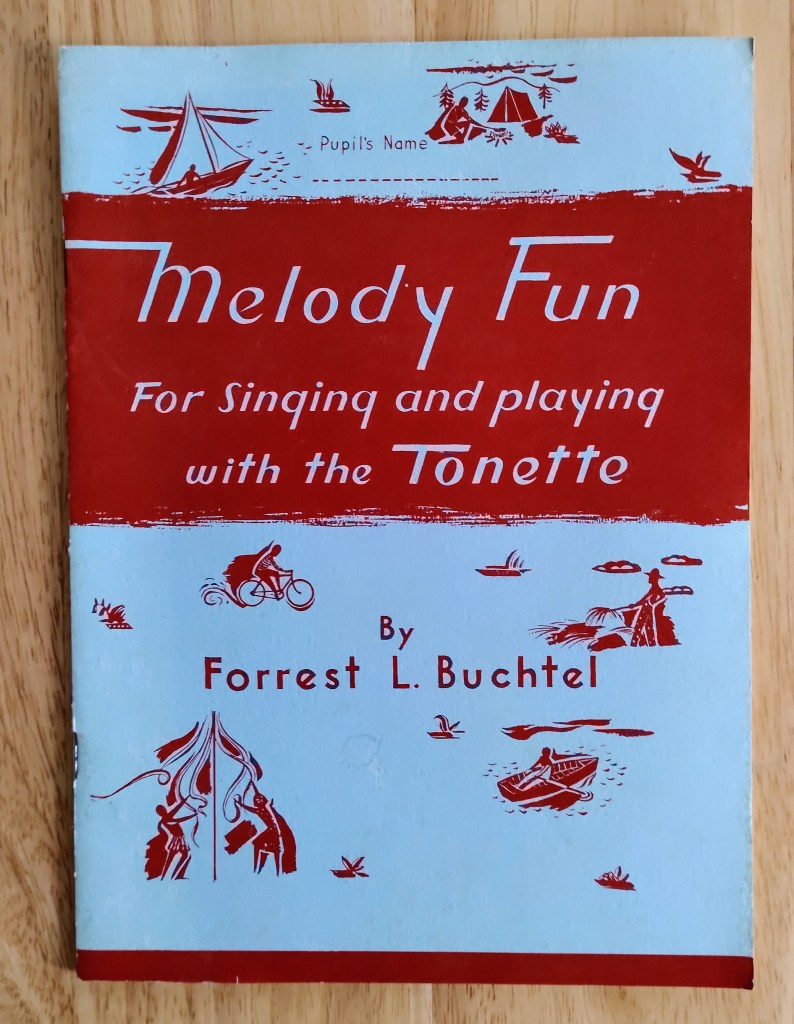 Pupil's Name
Melody Fun
For Singing and playing
with the Tonette
By
Forrest L. Buchtel